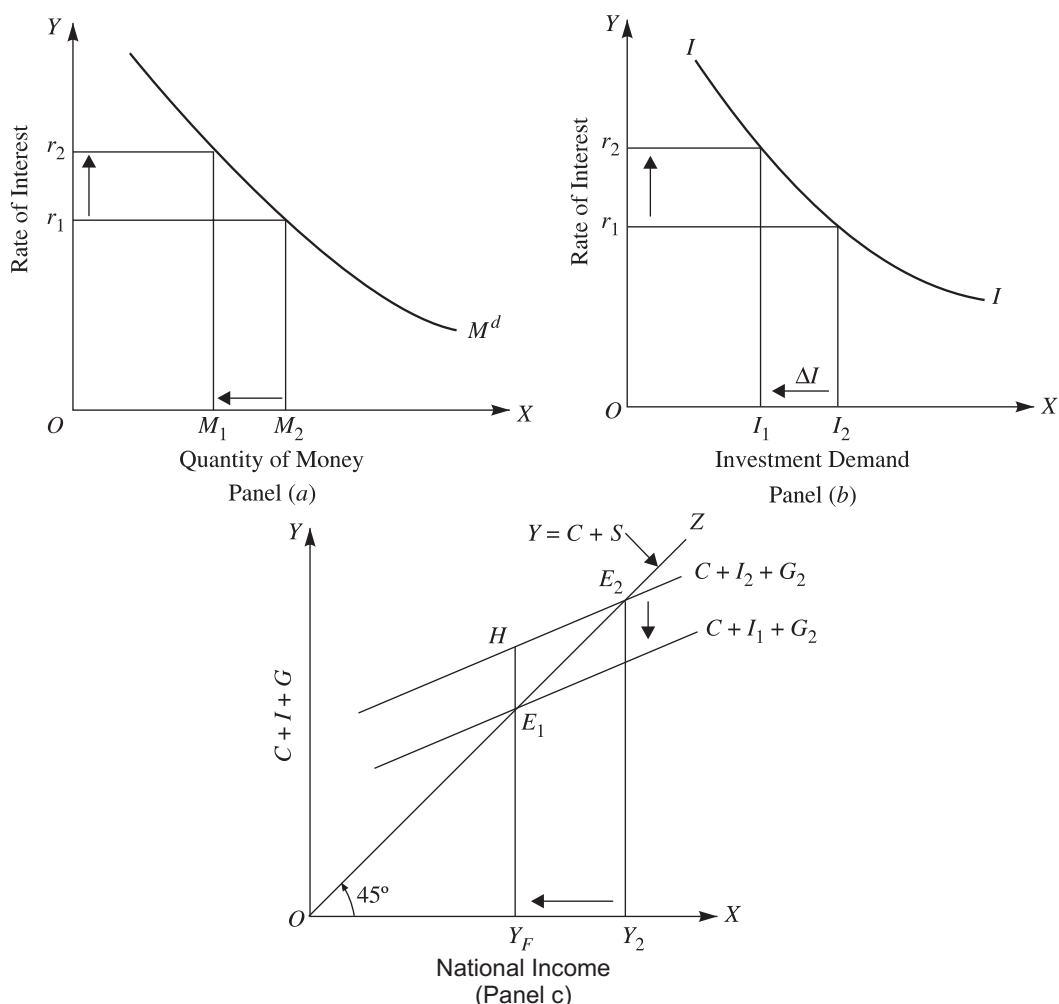 Y
Rate of Interest
r2
r1
M^d
O
M1 M2
X
Quantity of Money
Panel (a)
Y
Rate of Interest
I
r2
r1
I
ΔI
O
I1 I2
X
Investment Demand
Panel (b)
Y
C + I + G
Y = C + S
Z
E2
C + I2 + G2
H
C + I1 + G2
E1
45º
O
YF Y2
X
National Income
(Panel c)